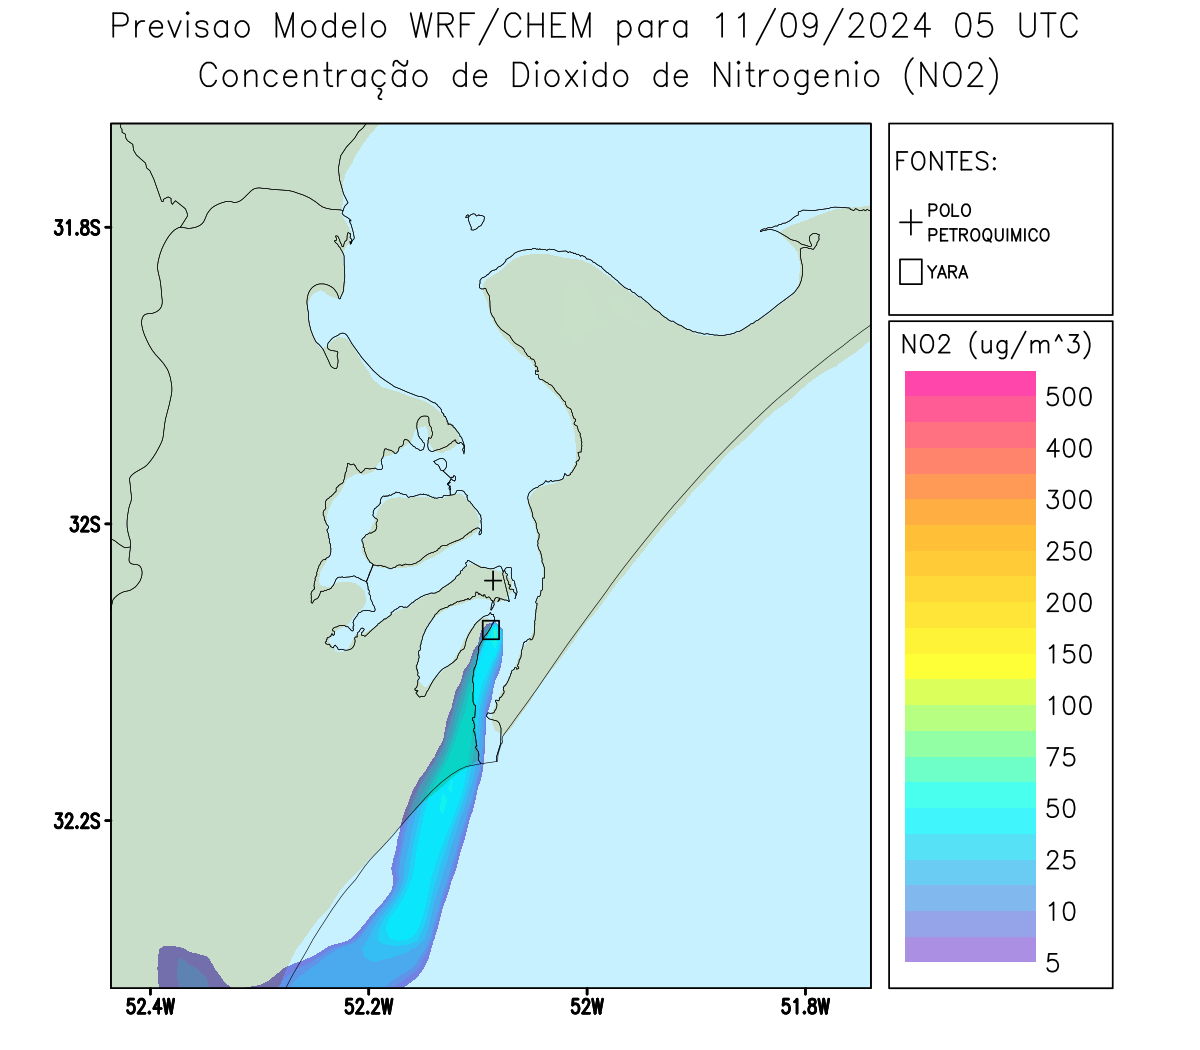 Previsao Modelo WRF/CHEM para 11/09/2024 05 UTC
Concentração de Dioxido de Nitrogenio (NO2)
FONTES:
POLO
PETROQUIMICO
YARA
NO2 (ug/m^3)
500
400
300
250
200
150
100
75
50
25
10
5
31.8S
32S
32.2S
52.4W
52.2W
52W
51.8W